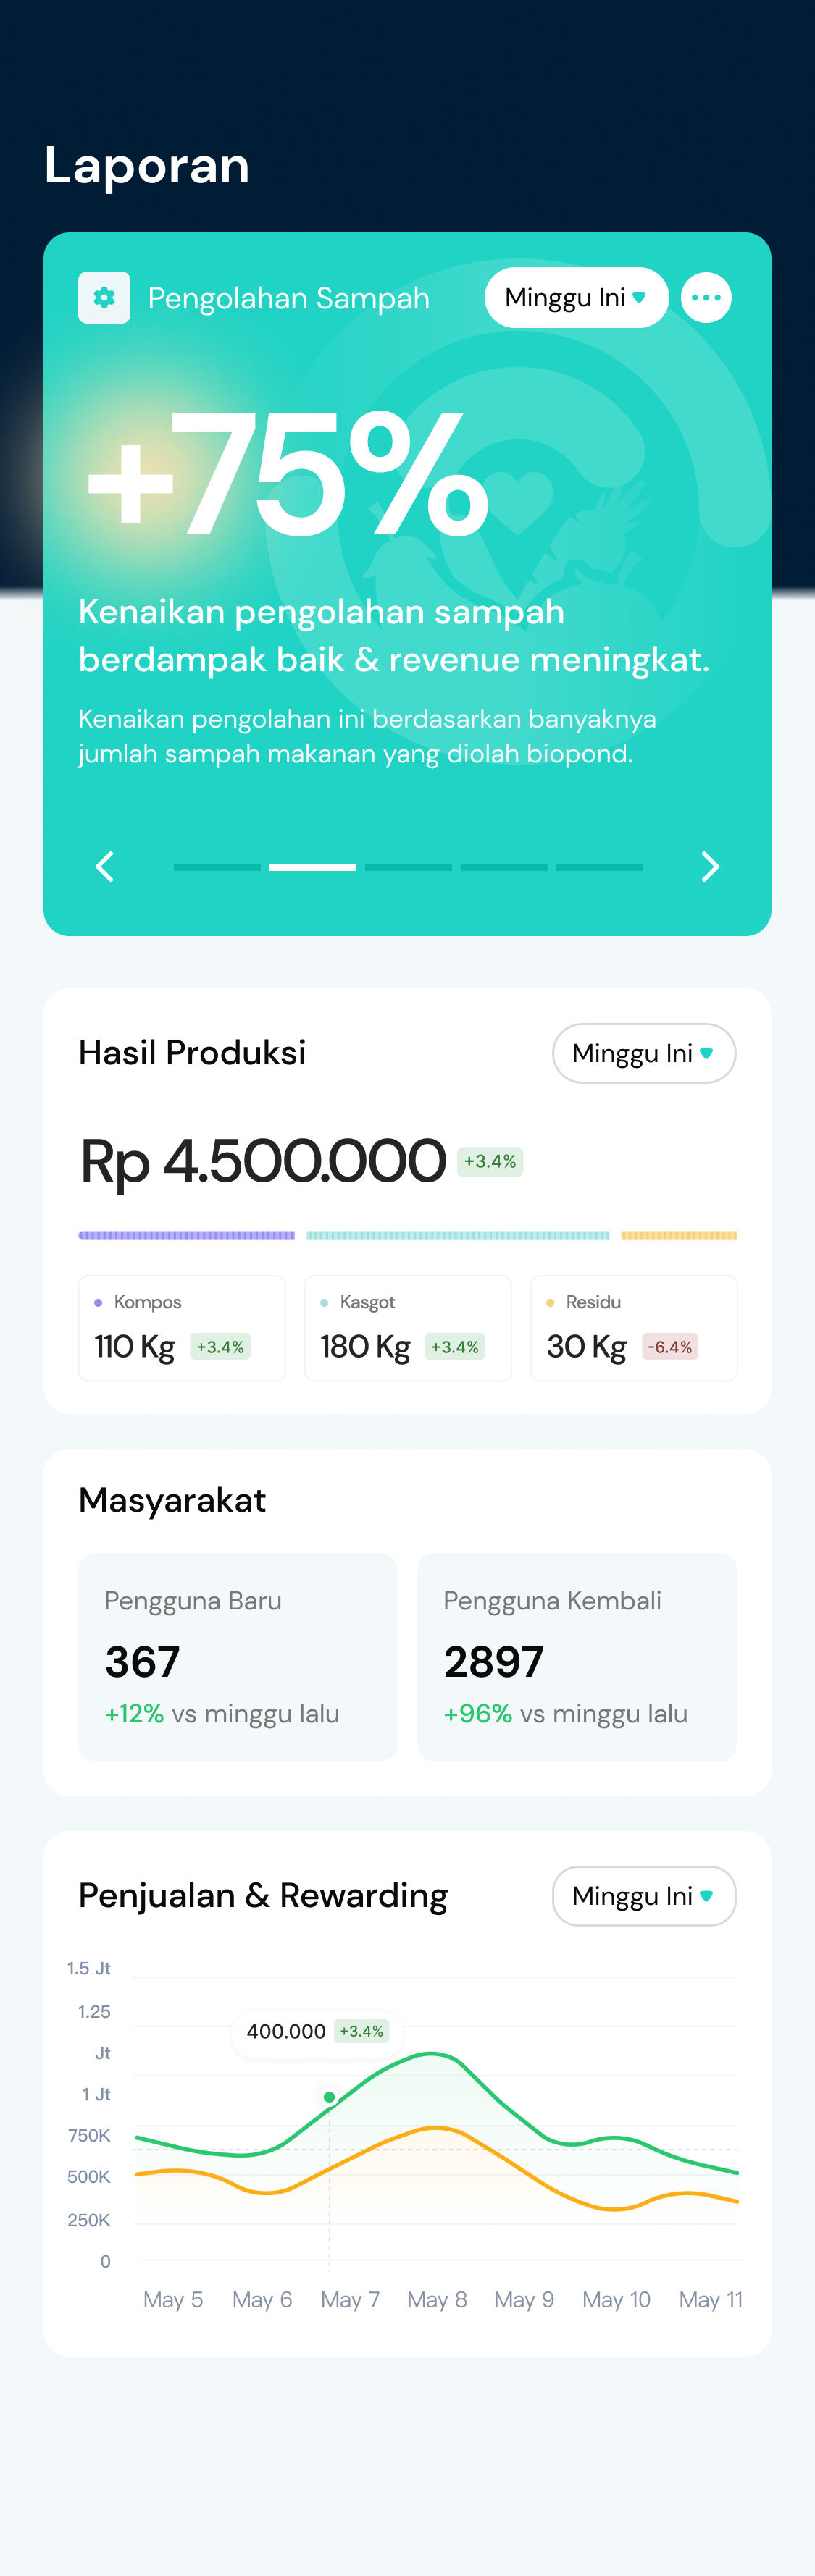 Laporan
Pengolahan Sampah
Minggu Ini
+75%
Kenaikan pengolahan sampah
berdampak baik & revenue meningkat.
Kenaikan pengolahan ini berdasarkan banyaknya
jumlah sampah makanan yang diolah biopond.
Hasil Produksi
Minggu Ini
Rp 4.500.000 +3.4%
Kompos
110 Kg +3.4%
Kasgot
180 Kg +3.4%
Residu
30 Kg -6.4%
Masyarakat
Pengguna Baru
367
+12% vs minggu lalu
Pengguna Kembali
2897
+96% vs minggu lalu
Penjualan & Rewarding
Minggu Ini
1.5 Jt
1.25
Jt
1 Jt
750K
500K
250K
0
400.000 +3.4%
May 5 May 6 May 7 May 8 May 9 May 10 May 11